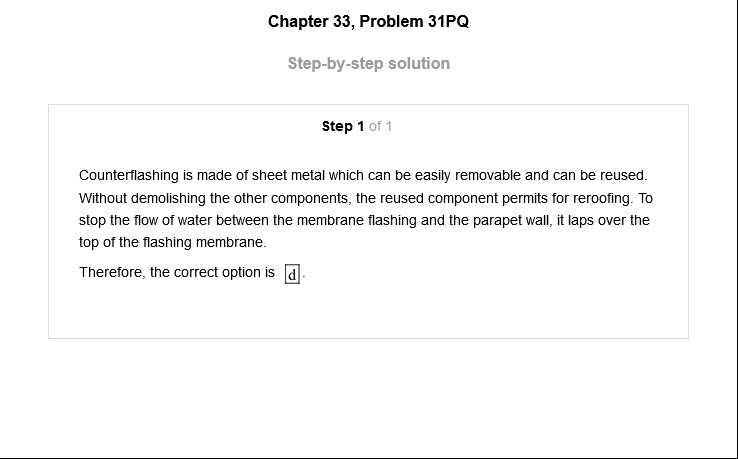 Chapter 33, Problem 31PQ
Step-by-step solution
Step 1 of 1
Counterflashing is made of sheet metal which can be easily removable and can be reused.
Without demolishing the other components, the reused component permits for reroofing. To
stop the flow of water between the membrane flashing and the parapet wall, it laps over the
top of the flashing membrane.
Therefore, the correct option is d.